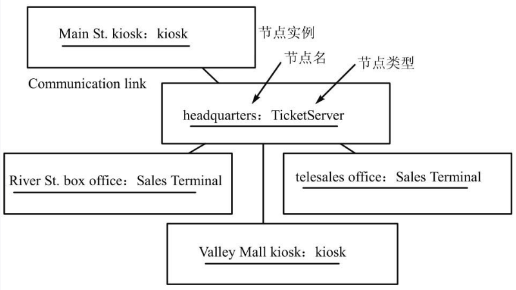 Main St. kiosk：kiosk
节点实例
节点名
节点类型
Communication link
headquarters：TicketServer
River St. box office：Sales Terminal
telesales office：Sales Terminal
Valley Mall kiosk：kiosk